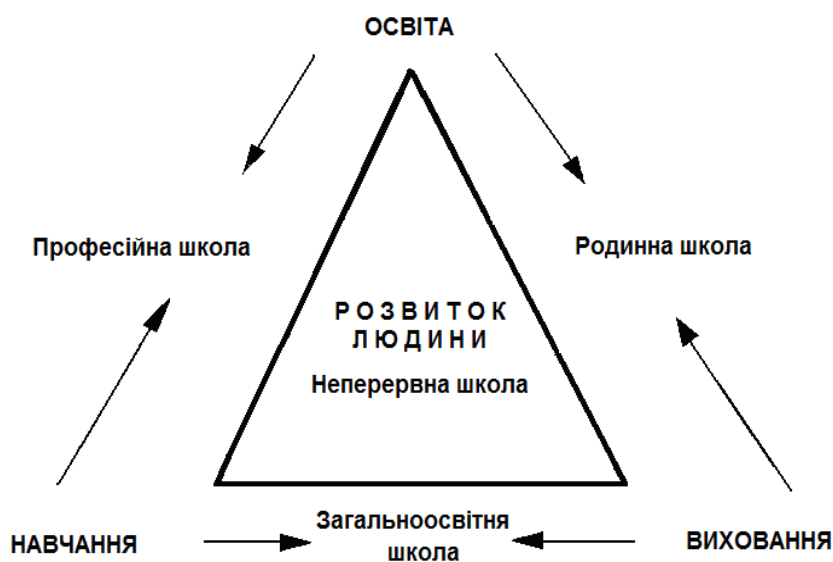 ОСВІТА
Професійна школа
Родинна школа
Р О З В И Т О К
Л Ю Д И Н И
Неперервна школа
Загальноосвітня
школа
НАВЧАННЯ
ВИХОВАННЯ